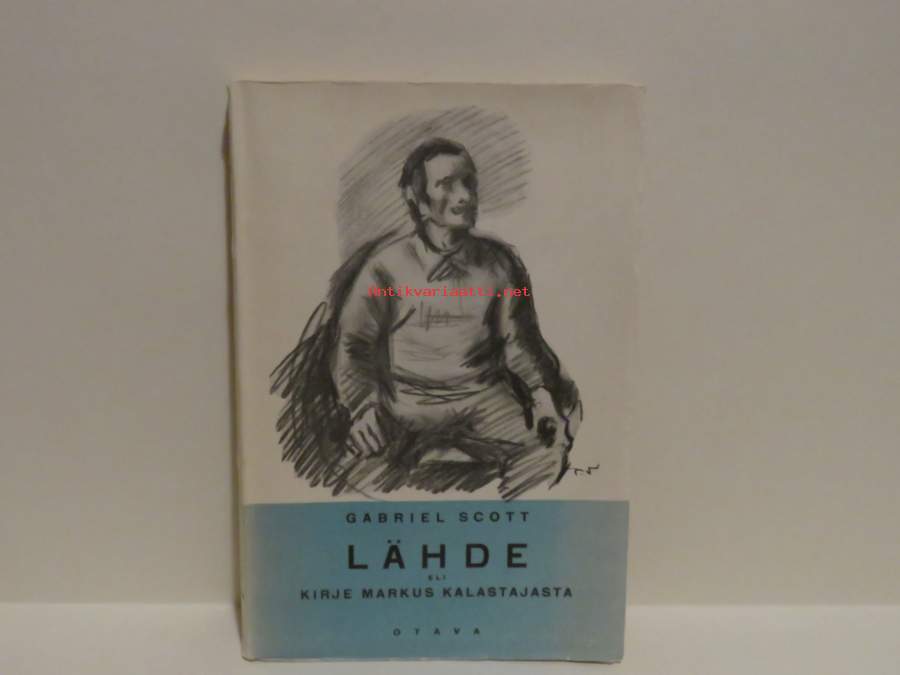 antikvariaatti.net
GABRIEL SCOTT
LÄHDE
ELI
KIRJE MARKUS KALASTAJASTA
OTAVA